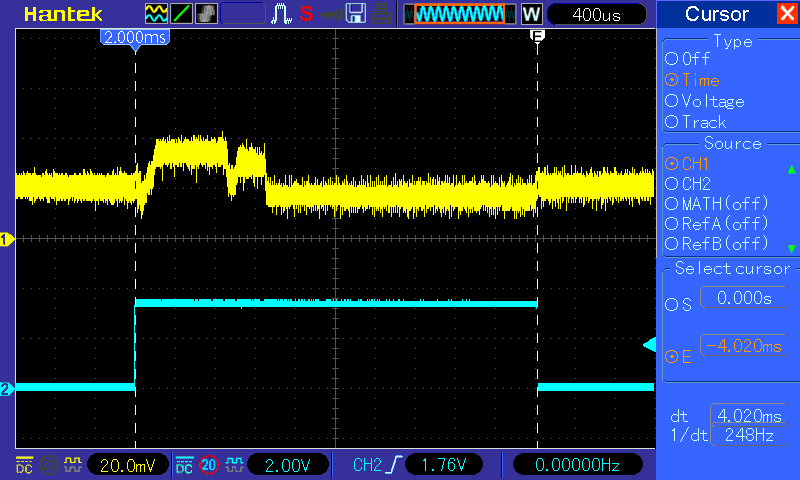 Hantek S W 400us Cursor
2.000ms
E
Type
Off
Time
Voltage
Track
Source
CH1
CH2
MATH(off)
RefA(off)
RefB(off)
Select cursor
S 0.000s
E -4.020ms
dt 4.020ms
1/dt 248Hz
1
2
DC 20 20.0mV DC 20 2.00V CH2 1.76V 0.00000Hz